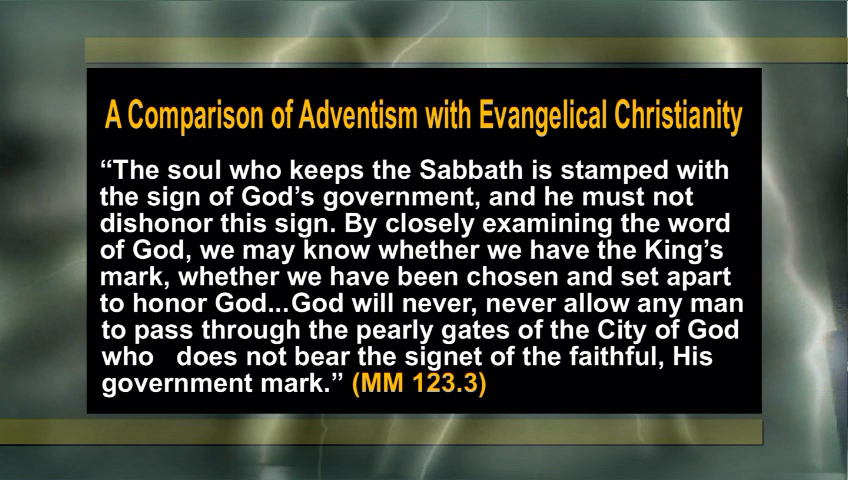 A Comparison of Adventism with Evangelical Christianity
“The soul who keeps the Sabbath is stamped with
the sign of God’s government, and he must not
dishonor this sign. By closely examining the word
of God, we may know whether we have the King’s
mark, whether we have been chosen and set apart
to honor God...God will never, never allow any man
to pass through the pearly gates of the City of God
who does not bear the signet of the faithful, His
government mark.” (MM 123.3)